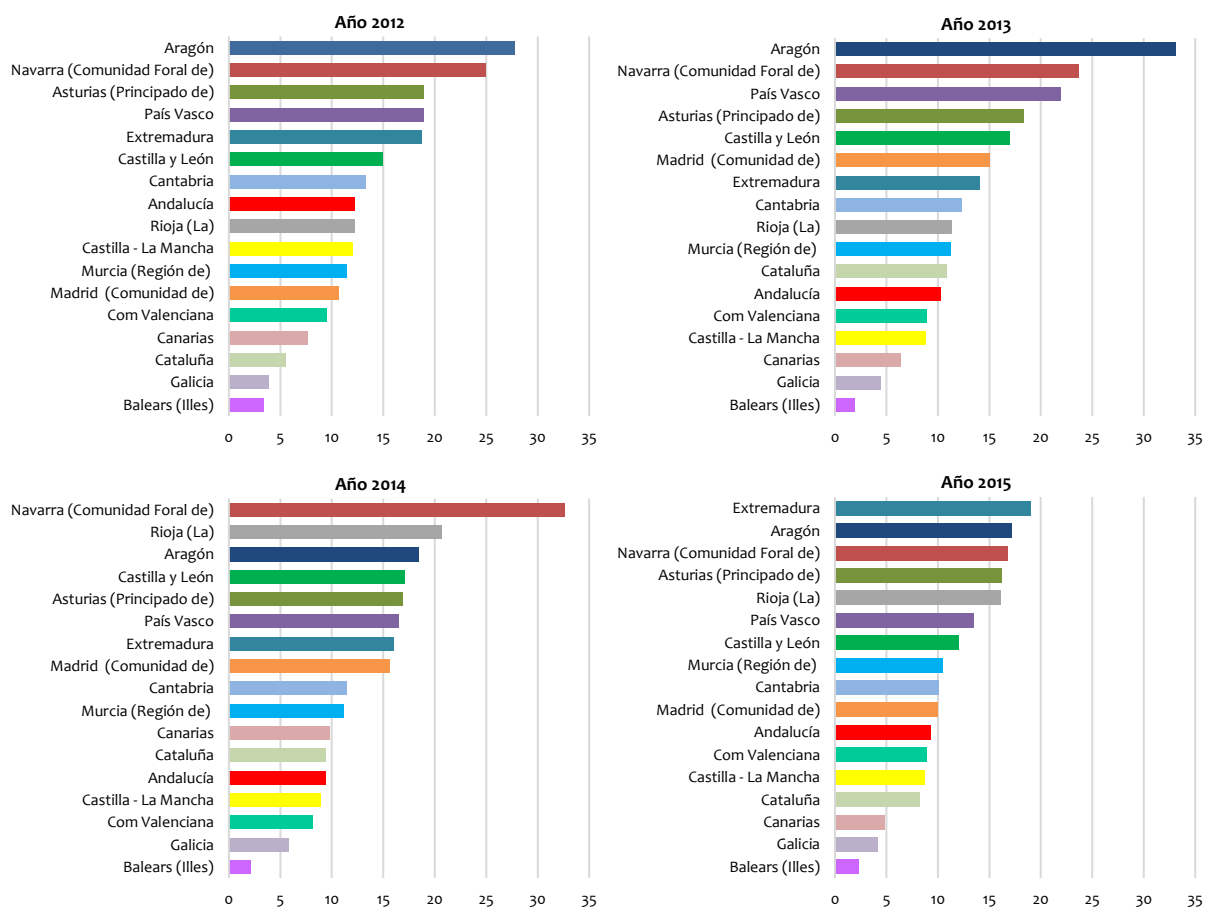 Año 2012
Aragón
Navarra (Comunidad Foral de)
Asturias (Principado de)
País Vasco
Extremadura
Castilla y León
Cantabria
Andalucía
Rioja (La)
Castilla - La Mancha
Murcia (Región de)
Madrid (Comunidad de)
Com Valenciana
Canarias
Cataluña
Galicia
Balears (Illes)
0 5 10 15 20 25 30 35
Año 2013
Aragón
Navarra (Comunidad Foral de)
País Vasco
Asturias (Principado de)
Castilla y León
Madrid (Comunidad de)
Extremadura
Cantabria
Rioja (La)
Murcia (Región de)
Cataluña
Andalucía
Com Valenciana
Castilla - La Mancha
Canarias
Galicia
Balears (Illes)
0 5 10 15 20 25 30 35
Año 2014
Navarra (Comunidad Foral de)
Rioja (La)
Aragón
Castilla y León
Asturias (Principado de)
País Vasco
Extremadura
Madrid (Comunidad de)
Cantabria
Murcia (Región de)
Canarias
Cataluña
Andalucía
Castilla - La Mancha
Com Valenciana
Galicia
Balears (Illes)
0 5 10 15 20 25 30 35
Año 2015
Extremadura
Aragón
Navarra (Comunidad Foral de)
Asturias (Principado de)
Rioja (La)
País Vasco
Castilla y León
Murcia (Región de)
Cantabria
Madrid (Comunidad de)
Andalucía
Com Valenciana
Castilla - La Mancha
Cataluña
Canarias
Galicia
Balears (Illes)
0 5 10 15 20 25 30 35